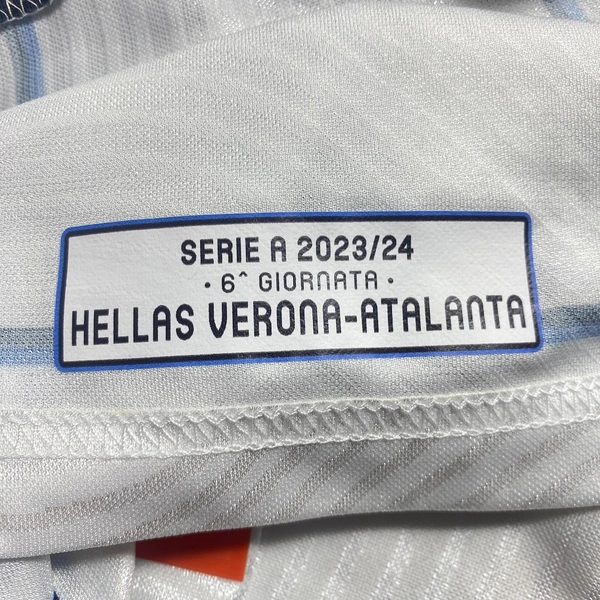 SERIE A 2023/24
· 6^ GIORNATA ·
HELLAS VERONA-ATALANTA